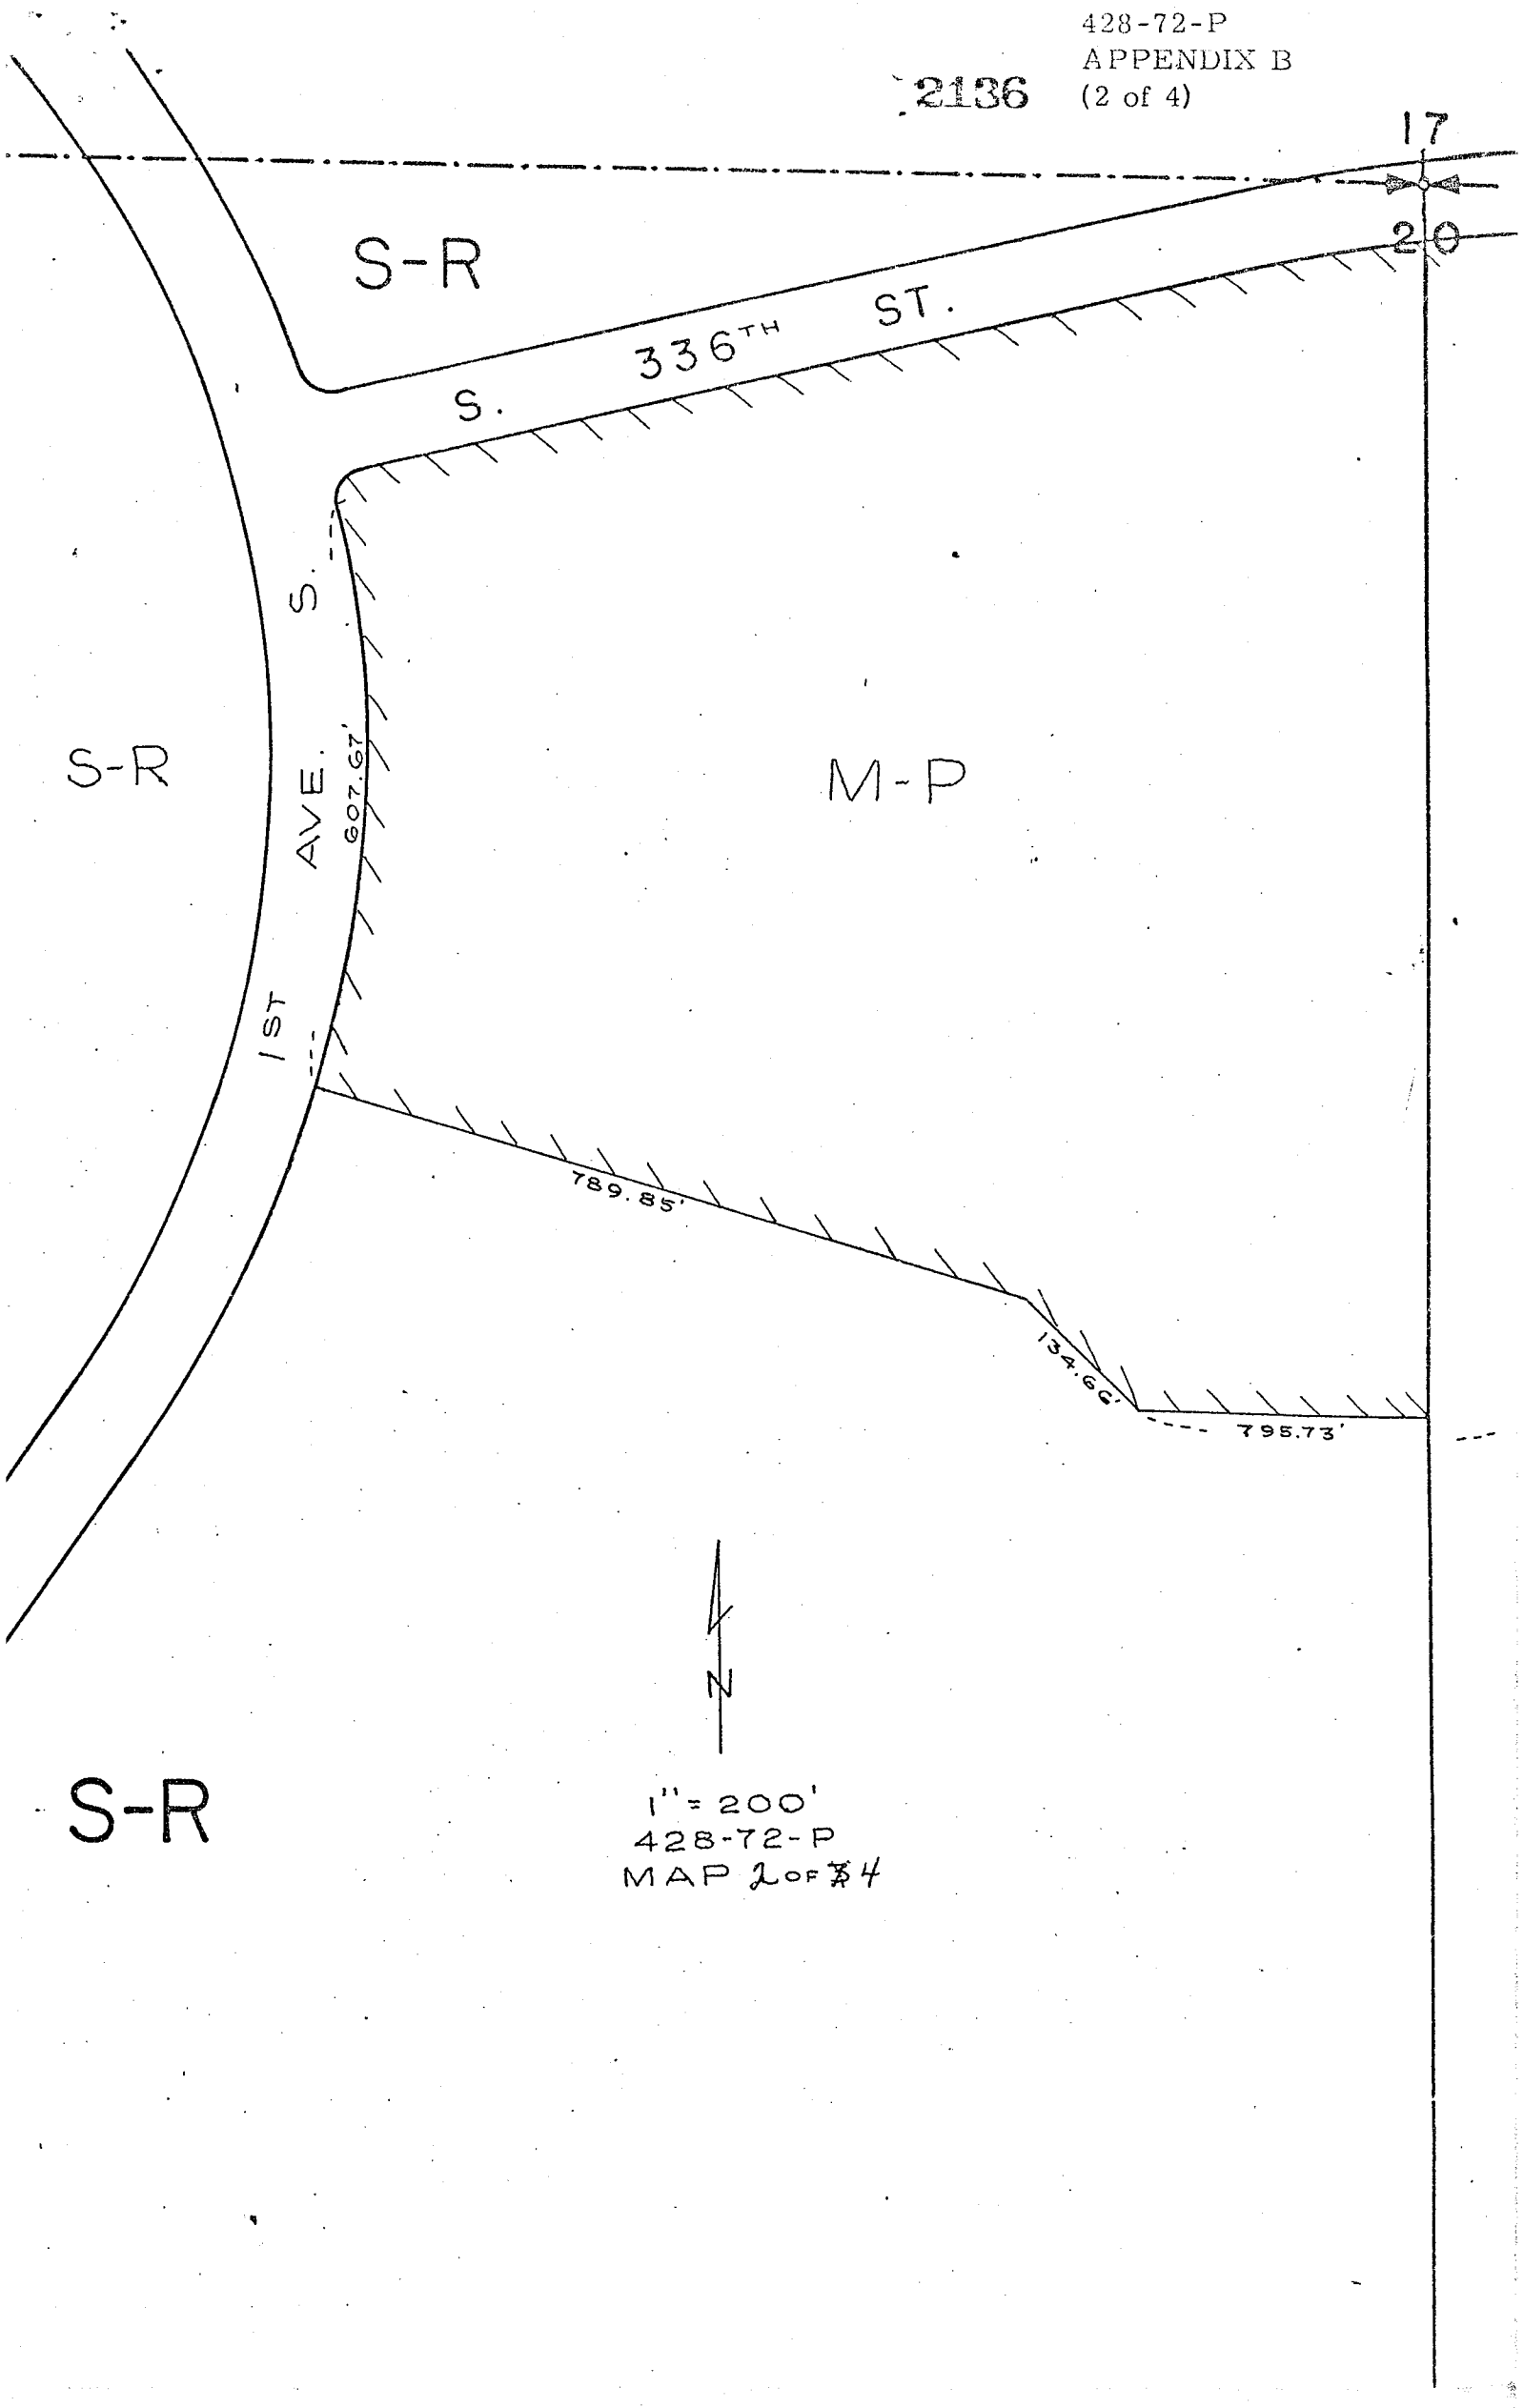 428-72-P
APPENDIX B
2136 (2 of 4)
17
20
S-R
S. 336TH ST.
S-R
1ST AVE. S.
607.67'
M-P
789.85'
134.66'
795.73'
N
S-R
1"=200'
428-72-P
MAP 2 OF 4